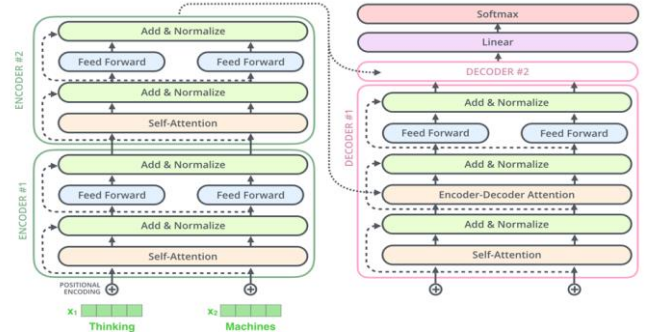 ENCODER #2
Add & Normalize
Feed Forward Feed Forward
Add & Normalize
Self-Attention
ENCODER #1
Add & Normalize
Feed Forward Feed Forward
Add & Normalize
Self-Attention
POSITIONAL
ENCODING
x₁ x₂
Thinking Machines
Softmax
Linear
DECODER #2
DECODER #1
Add & Normalize
Feed Forward Feed Forward
Add & Normalize
Encoder-Decoder Attention
Add & Normalize
Self-Attention